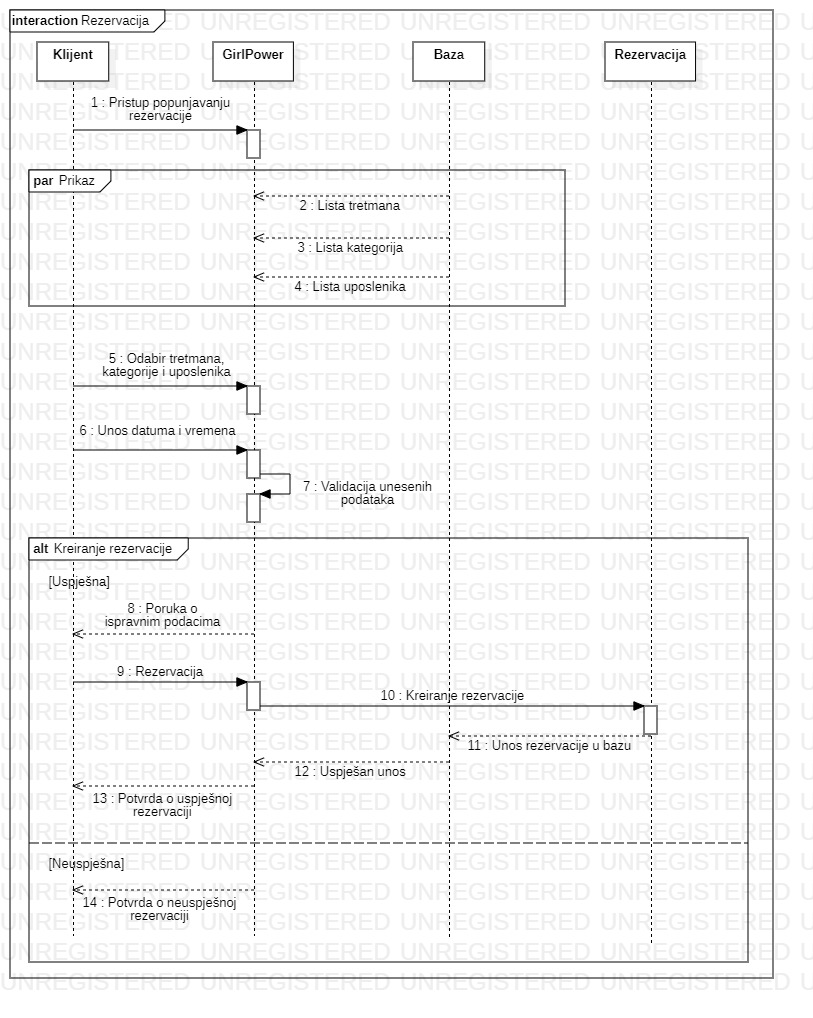 interaction Rezervacija
Klijent
GirlPower
Baza
Rezervacija
1 : Pristup popunjavanju
rezervacije
par Prikaz
2 : Lista tretmana
3 : Lista kategorija
4 : Lista uposlenika
5 : Odabir tretmana,
kategorije i uposlenika
6 : Unos datuma i vremena
7 : Validacija unesenih
podataka
alt Kreiranje rezervacije
[Uspješna]
8 : Poruka o
ispravnim podacima
9 : Rezervacija
10 : Kreiranje rezervacije
11 : Unos rezervacije u bazu
12 : Uspješan unos
13 : Potvrda o uspješnoj
rezervaciji
[Neuspješna]
14 : Potvrda o neuspješnoj
rezervaciji
UNREGISTERED